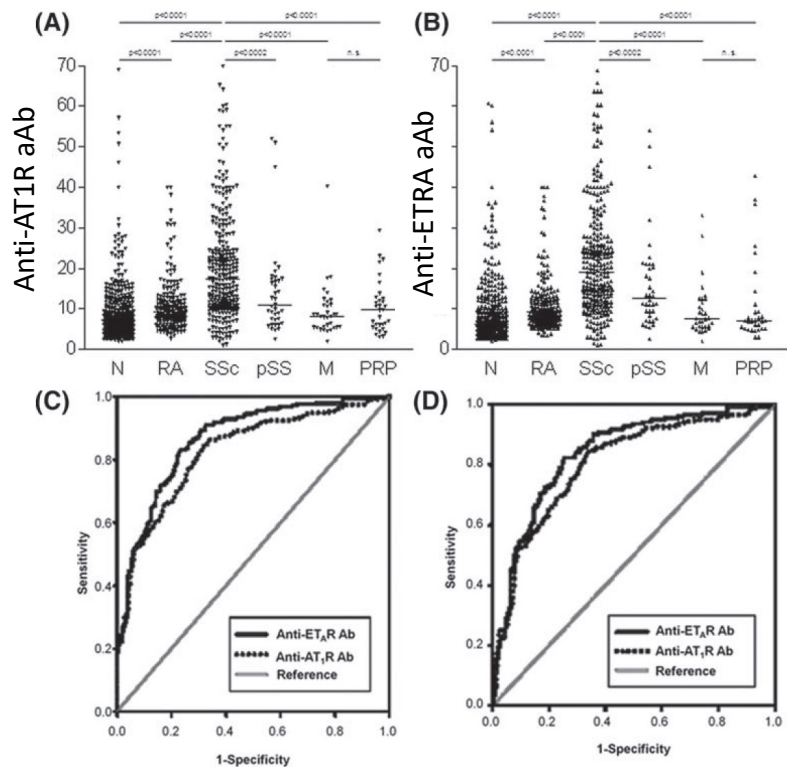 (A)
p<0.0001
p<0.0001
p<0.0001 p<0.0001
p<0.0001 p<0.0002 n. s.
Anti-AT1R aAb
70
60
50
40
30
20
10
0
N RA SSc pSS M PRP
(B)
p<0.0001
p<0.0001
p<0.0001 p<0.0001
p<0.0001 p<0.0002 n. s.
Anti-ETRA aAb
70
0
N RA SSc pSS M PRP
(C)
Sensitivity
1.0
0.8
0.6
0.4
0.2
0.0
0.0 0.2 0.4 0.6 0.8 1.0
1-Specificity
Anti-ETAR Ab
Anti-AT1R Ab
Reference
(D)
Sensitivity
1.0
0.8
0.6
0.4
0.2
0.0
0.0 0.2 0.4 0.6 0.8 1.0
1-Specificity
Anti-ETAR Ab
Anti-AT1R Ab
Reference